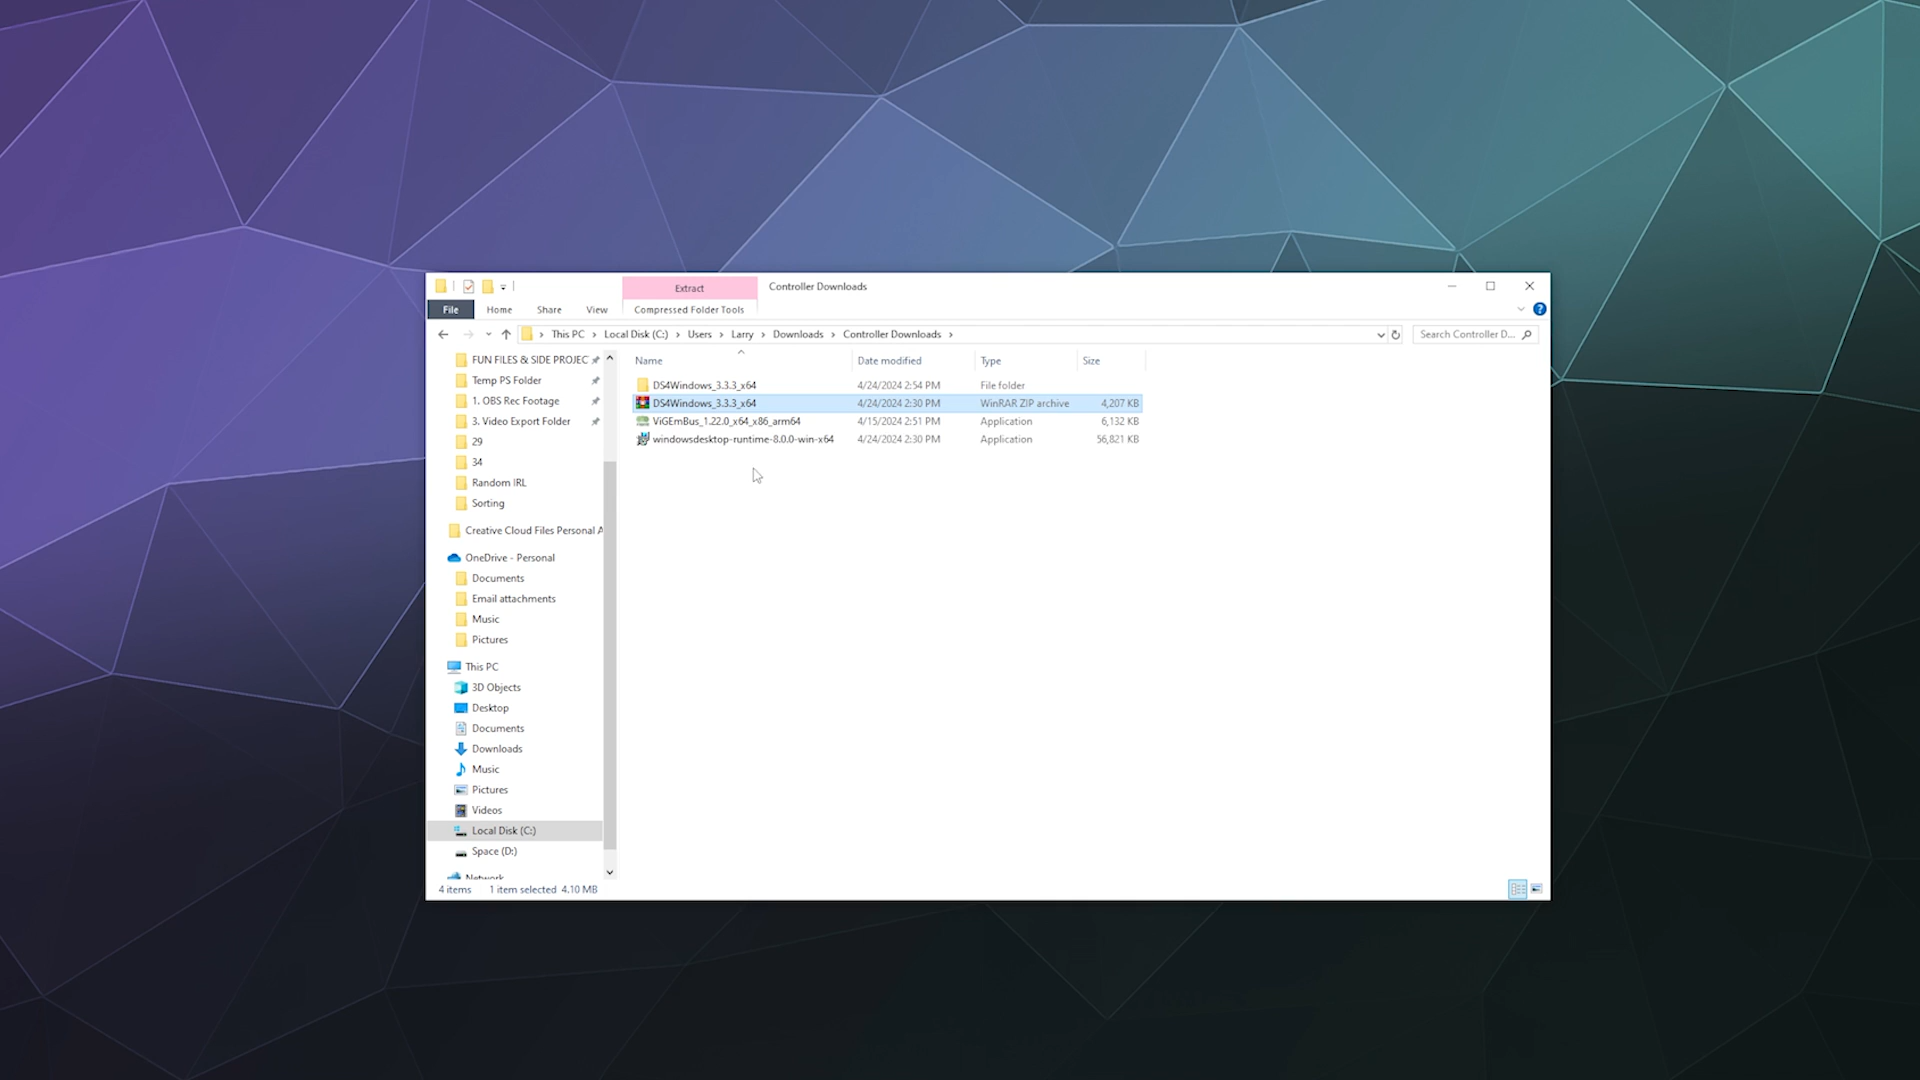 Extract
Controller Downloads
File
Home
Share
View
Compressed Folder Tools
This PC
Local Disk (C:)
Users
Larry
Downloads
Controller Downloads
Search Controller D...
FUN FILES & SIDE PROJEC
Temp PS Folder
1. OBS Rec Footage
3. Video Export Folder
29
34
Random IRL
Sorting
Creative Cloud Files Personal A
OneDrive - Personal
Documents
Email attachments
Music
Pictures
This PC
3D Objects
Desktop
Documents
Downloads
Music
Pictures
Videos
Local Disk (C:)
Space (D:)
Network
Name Date modified Type Size
DS4Windows_3.3.3_x64 4/24/2024 2:54 PM File folder
DS4Windows_3.3.3_x64 4/24/2024 2:30 PM WinRAR ZIP archive 4,207 KB
ViGEmBus_1.22.0_x64_x86_arm64 4/15/2024 2:51 PM Application 6,132 KB
windowsdesktop-runtime-8.0.0-win-x64 4/24/2024 2:30 PM Application 56,821 KB
4 items 1 item selected 4.10 MB